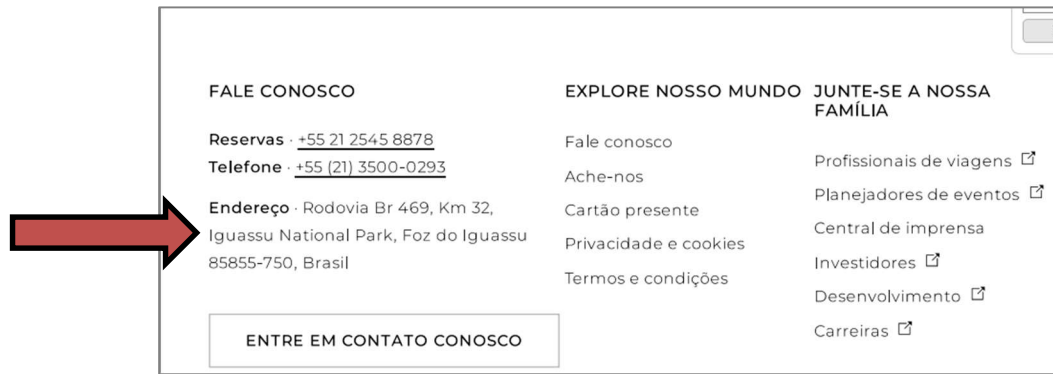 FALE CONOSCO
Reservas · +55 21 2545 8878
Telefone · +55 (21) 3500-0293
Endereço · Rodovia Br 469, Km 32,
Iguassu National Park, Foz do Iguassu
85855-750, Brasil
ENTRE EM CONTATO CONOSCO
EXPLORE NOSSO MUNDO
Fale conosco
Ache-nos
Cartão presente
Privacidade e cookies
Termos e condições
JUNTE-SE A NOSSA
FAMÍLIA
Profissionais de viagens
Planejadores de eventos
Central de imprensa
Investidores
Desenvolvimento
Carreiras